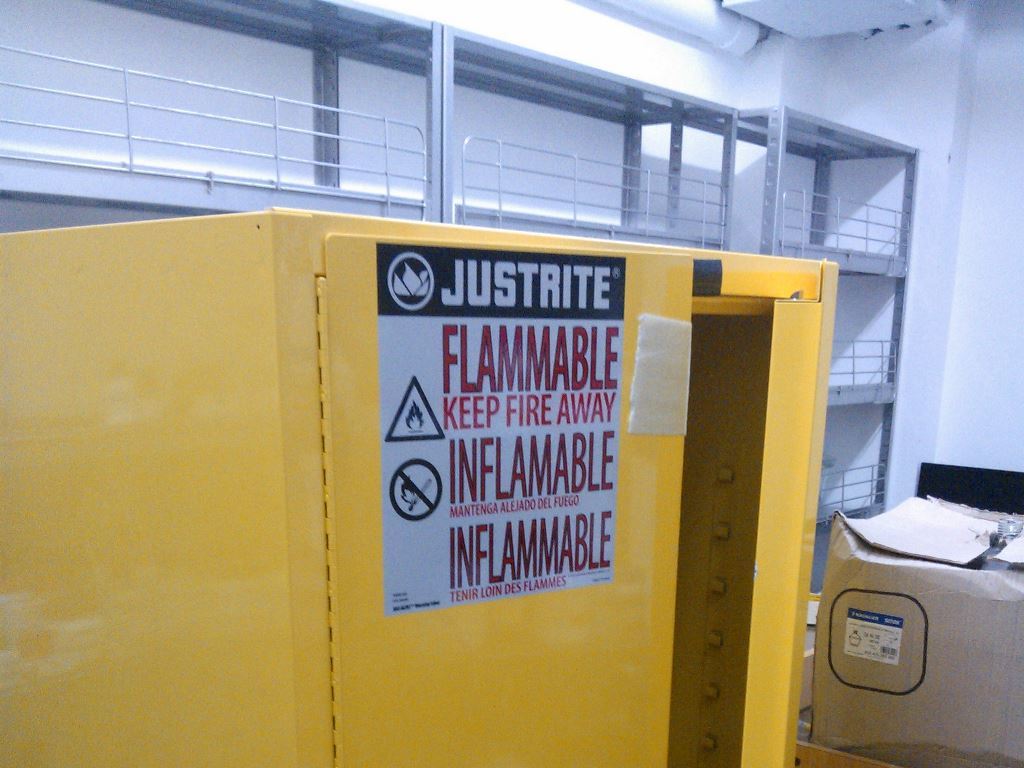 JUSTRITE®
FLAMMABLE
KEEP FIRE AWAY
INFLAMABLE
MANTENGA ALEJADO DEL FUEGO
INFLAMMABLE
TENIR LOIN DES FLAMMES